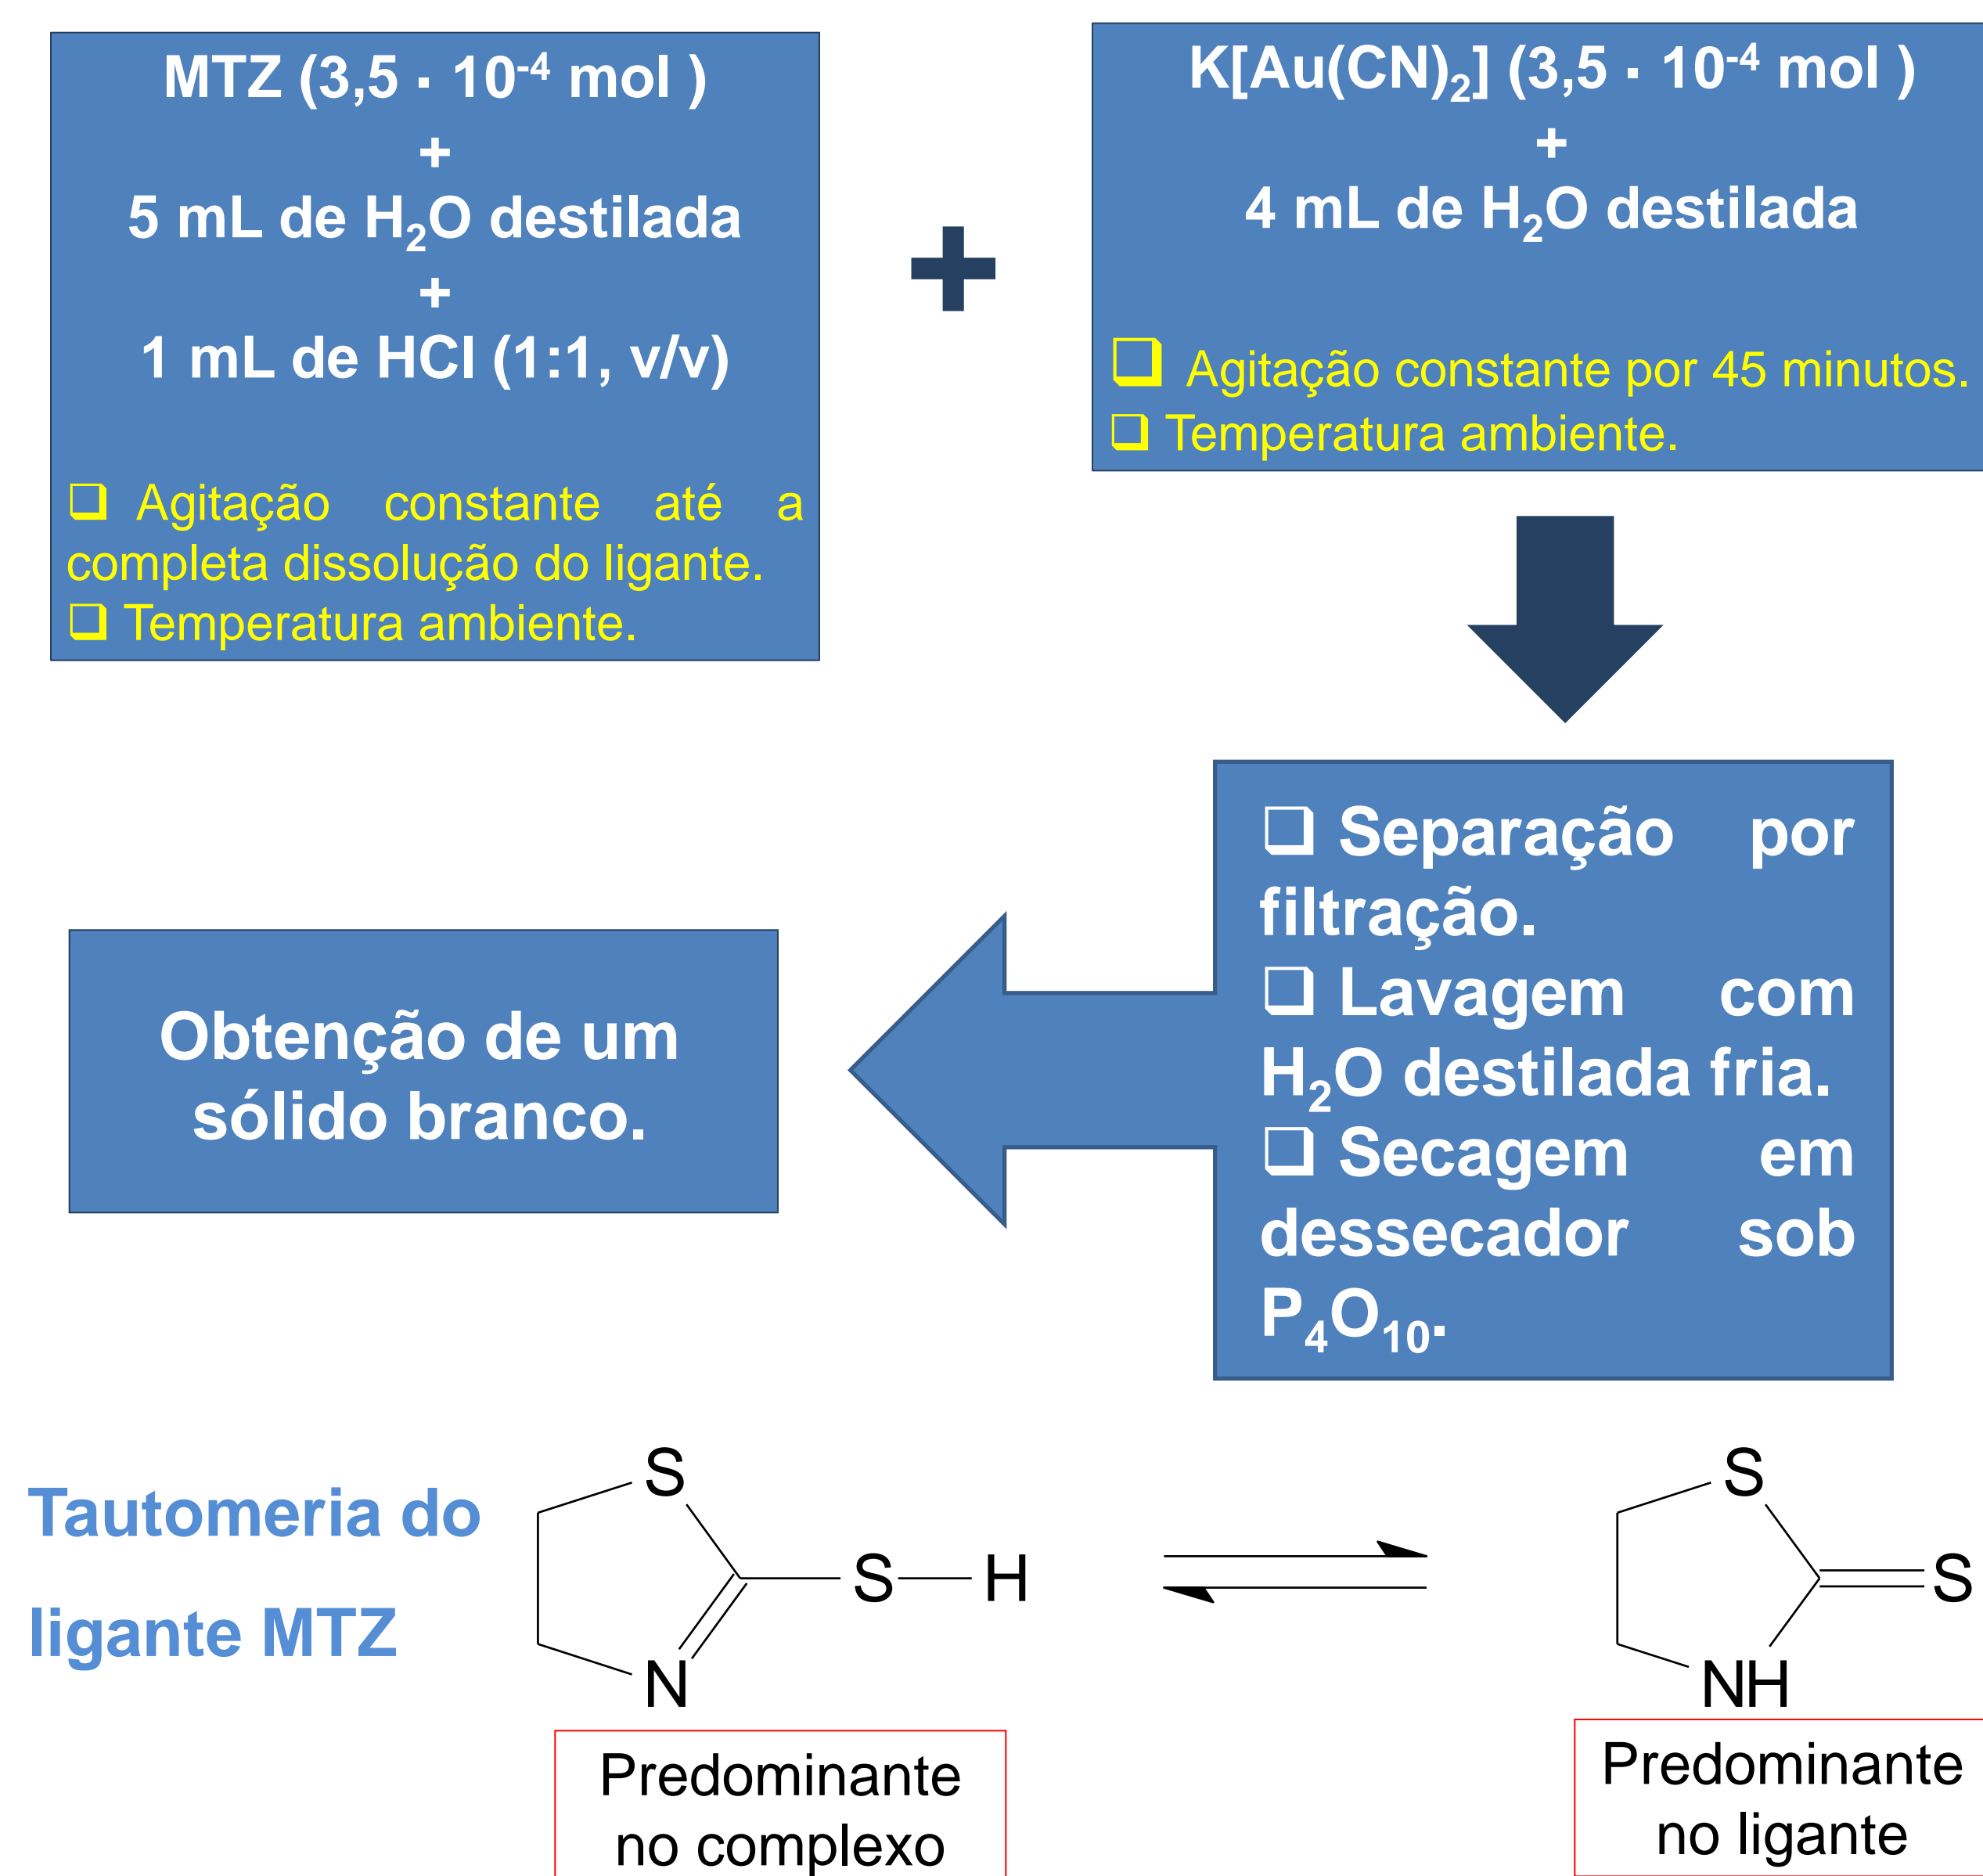 MTZ (3,5 · 10⁻⁴ mol )
+
5 mL de H₂O destilada
+
1 mL de HCl (1:1, v/v)
❑ Agitação constante até a
completa dissolução do ligante.
❑ Temperatura ambiente.
+
K[Au(CN)₂] (3,5 · 10⁻⁴ mol )
+
4 mL de H₂O destilada
❑ Agitação constante por 45 minutos.
❑ Temperatura ambiente.
❑ Separação por
filtração.
❑ Lavagem com
H₂O destilada fria.
❑ Secagem em
dessecador sob
P₄O₁₀.
Obtenção de um
sólido branco.
Tautomeria do
ligante MTZ
S
S H
N
Predominante
no complexo
S
S
NH
Predominante
no ligante